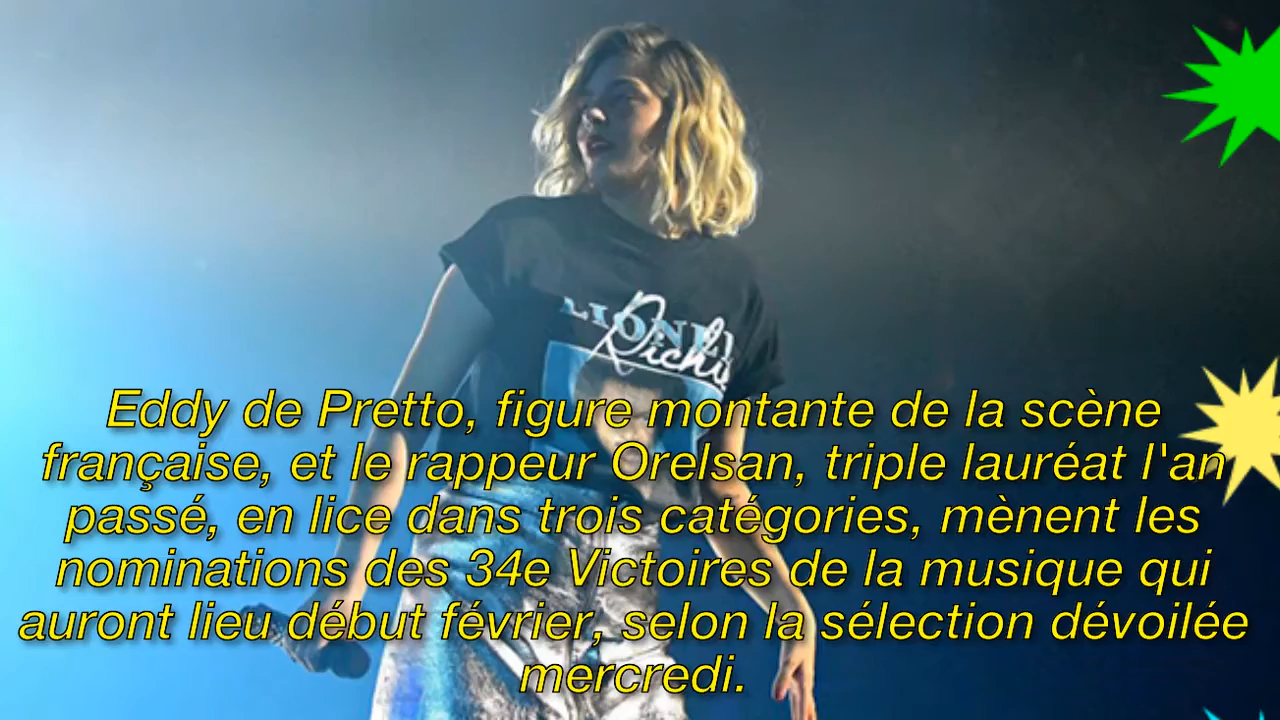 LIONEL
Richie
Eddy de Pretto, figure montante de la scène
française, et le rappeur Orelsan, triple lauréat l'an
passé, en lice dans trois catégories, mènent les
nominations des 34e Victoires de la musique qui
auront lieu début février, selon la sélection dévoilée
mercredi.